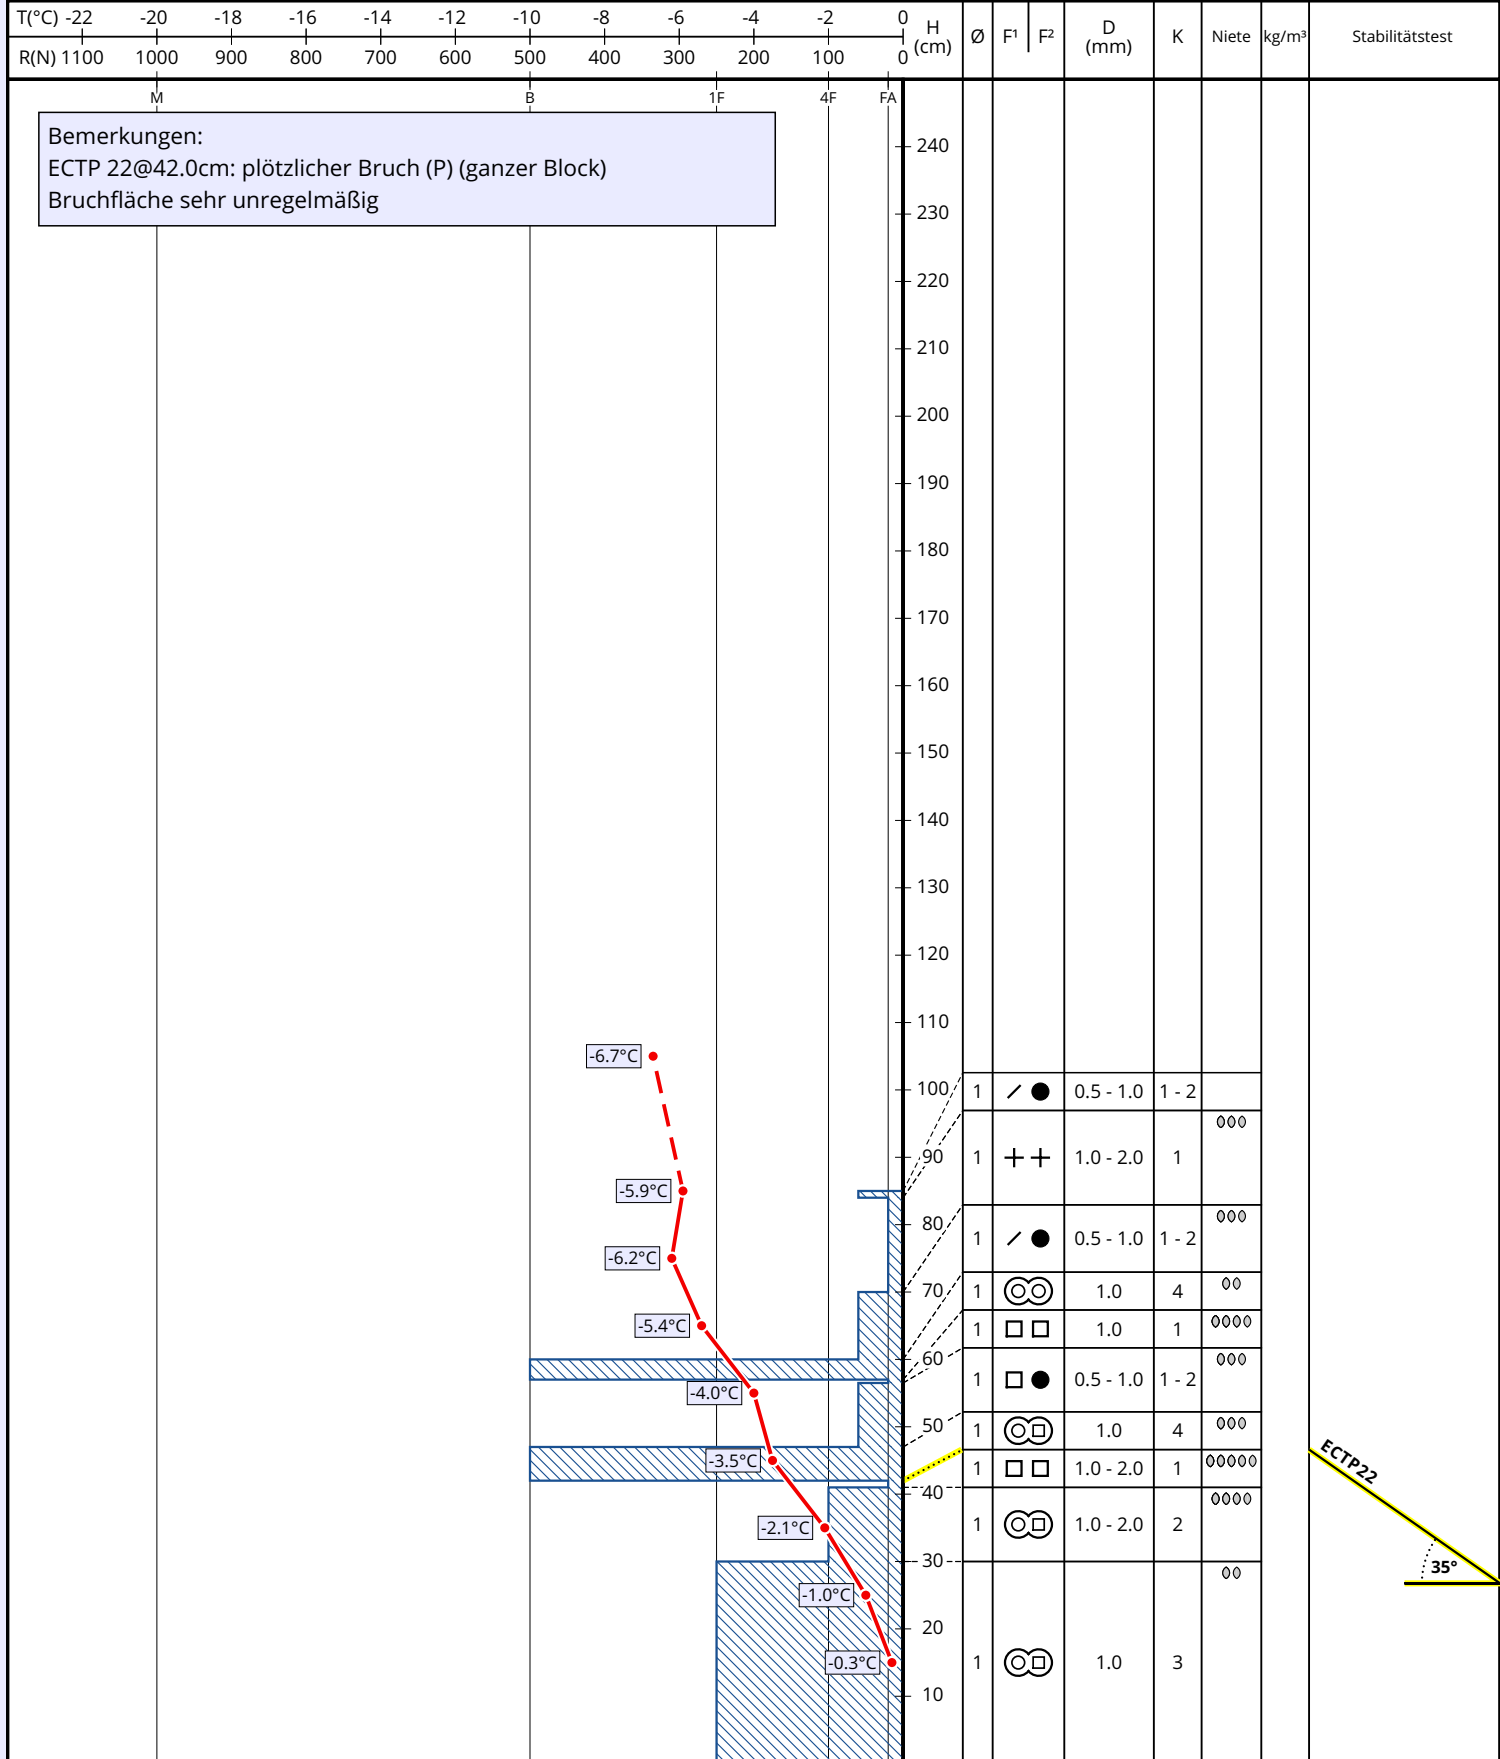 T(°C) -22 -20 -18 -16 -14 -12 -10 -8 -6 -4 -2 0
R(N) 1100 1000 900 800 700 600 500 400 300 200 100 0
H (cm) Ø F¹ F² D (mm) K Niete kg/m³ Stabilitätstest
M B 1F 4F FA
Bemerkungen:
ECTP 22@42.0cm: plötzlicher Bruch (P) (ganzer Block)
Bruchfläche sehr unregelmäßig
240
230
220
210
200
190
180
170
160
150
140
130
120
110
-6.7°C
100 1 0.5 - 1.0 1 - 2
90 1 1.0 - 2.0 1
-5.9°C
80 1 0.5 - 1.0 1 - 2
-6.2°C
70 1 1.0 4
-5.4°C 1 1.0 1
60
1 0.5 - 1.0 1 - 2
-4.0°C
50 1 1.0 4
-3.5°C 1 1.0 - 2.0 1
ECTP22
40
-2.1°C 1 1.0 - 2.0 2
30
35°
-1.0°C
20
-0.3°C 1 1.0 3
10